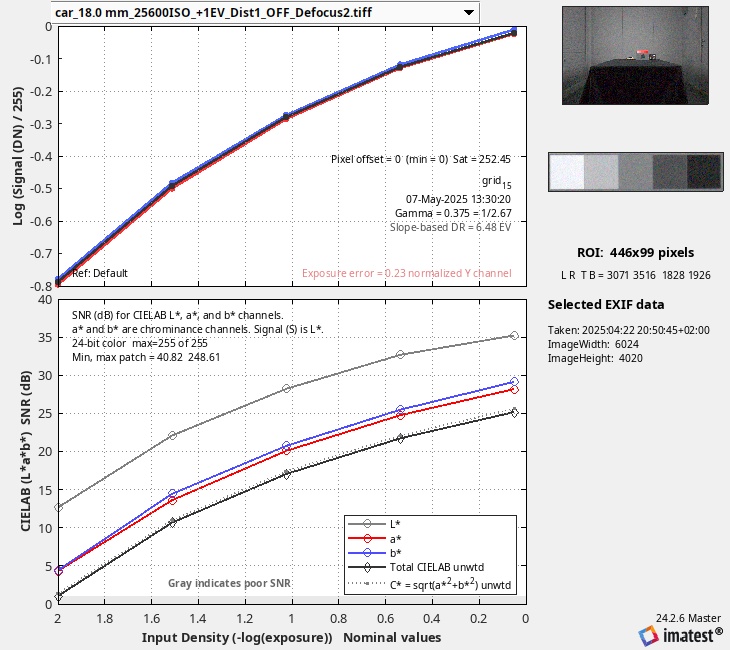 car_18.0 mm_25600ISO_+1EV_Dist1_OFF_Defocus2.tiff
0
-0.1
-0.2
-0.3
-0.4
-0.5
-0.6
-0.7
-0.8
Log (Signal (DN) / 255)
Pixel offset = 0 (min = 0) Sat = 252.45
grid15
07-May-2025 13:30:20
Gamma = 0.375 = 1/2.67
Slope-based DR = 6.48 EV
Ref: Default
Exposure error = 0.23 normalized Y channel
ROI: 446x99 pixels
L R T B = 3071 3516 1828 1926
Selected EXIF data
Taken: 2025:04:22 20:50:45+02:00
ImageWidth: 6024
ImageHeight: 4020
40
35
30
25
20
15
10
5
0
CIELAB (L*a*b*) SNR (dB)
SNR (dB) for CIELAB L*, a*, and b* channels.
a* and b* are chrominance channels. Signal (S) is L*.
24-bit color max=255 of 255
Min, max patch = 40.82 248.61
L*
a*
b*
Total CIELAB unwtd
C* = sqrt(a*2+b*2) unwtd
Gray indicates poor SNR
2 1.8 1.6 1.4 1.2 1 0.8 0.6 0.4 0.2 0
Input Density (-log(exposure)) Nominal values
24.2.6 Master
imatest®